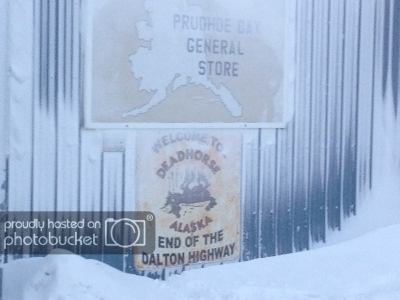 PRUDHOE BAY
GENERAL
STORE
WELCOME TO
DEADHORSE
ALASKA
END OF THE
DALTON HIGHWAY
proudly hosted on
photobucket